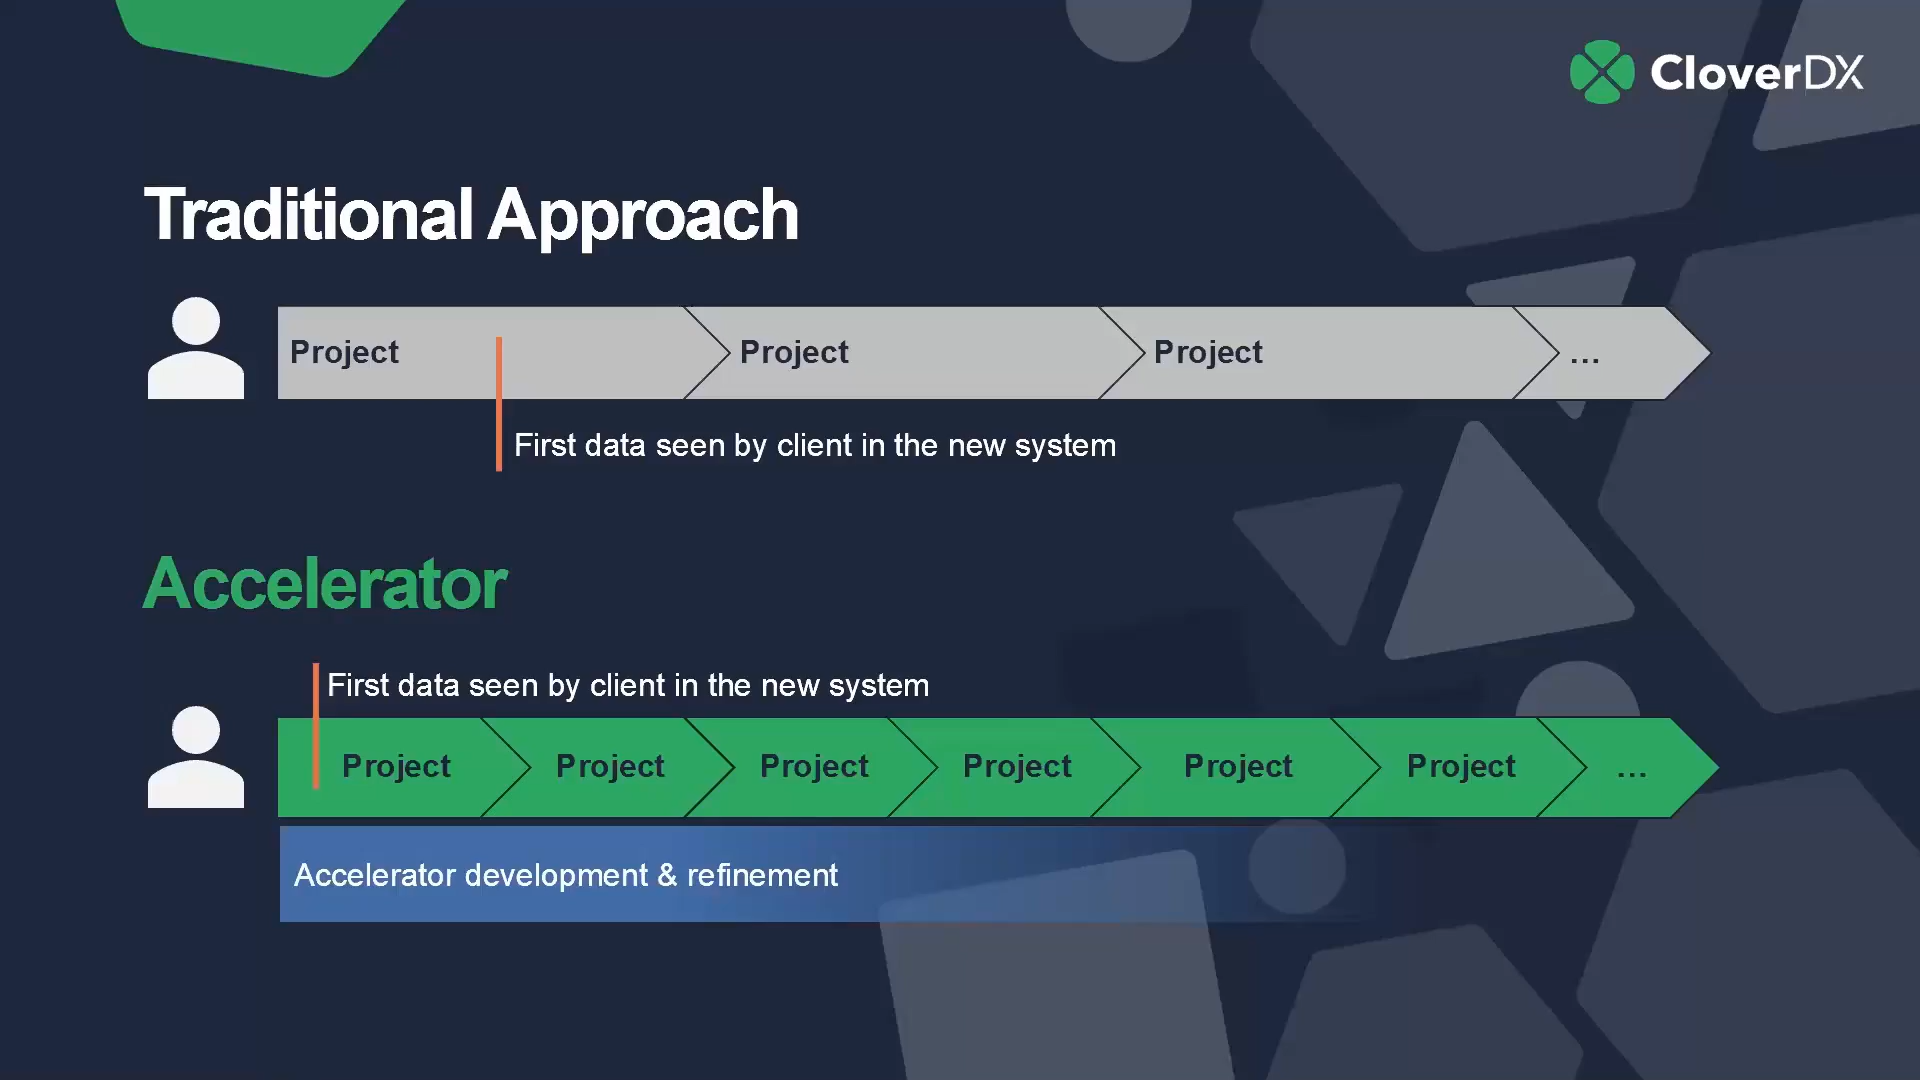 CloverDX
Traditional Approach
Project Project Project ...
First data seen by client in the new system
Accelerator
First data seen by client in the new system
Project Project Project Project Project Project ...
Accelerator development & refinement